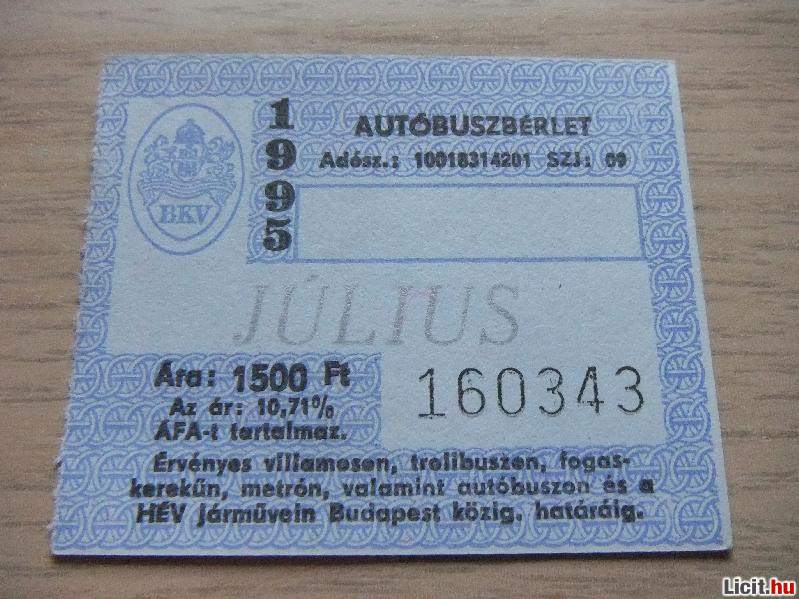 1995
AUTÓBUSZBÉRLET
Adósz.: 10018314201 SZJ: 09
BKV
JÚLIUS
Ára: 1500 Ft
Az ár: 10,71%
ÁFA-t tartalmaz.
160343
Érvényes villamosen, trolibuszon, fogas-
kerekűn, metrón, valamint autóbuszon és a
HÉV járművein Budapest közig. határáig.
Licit.hu